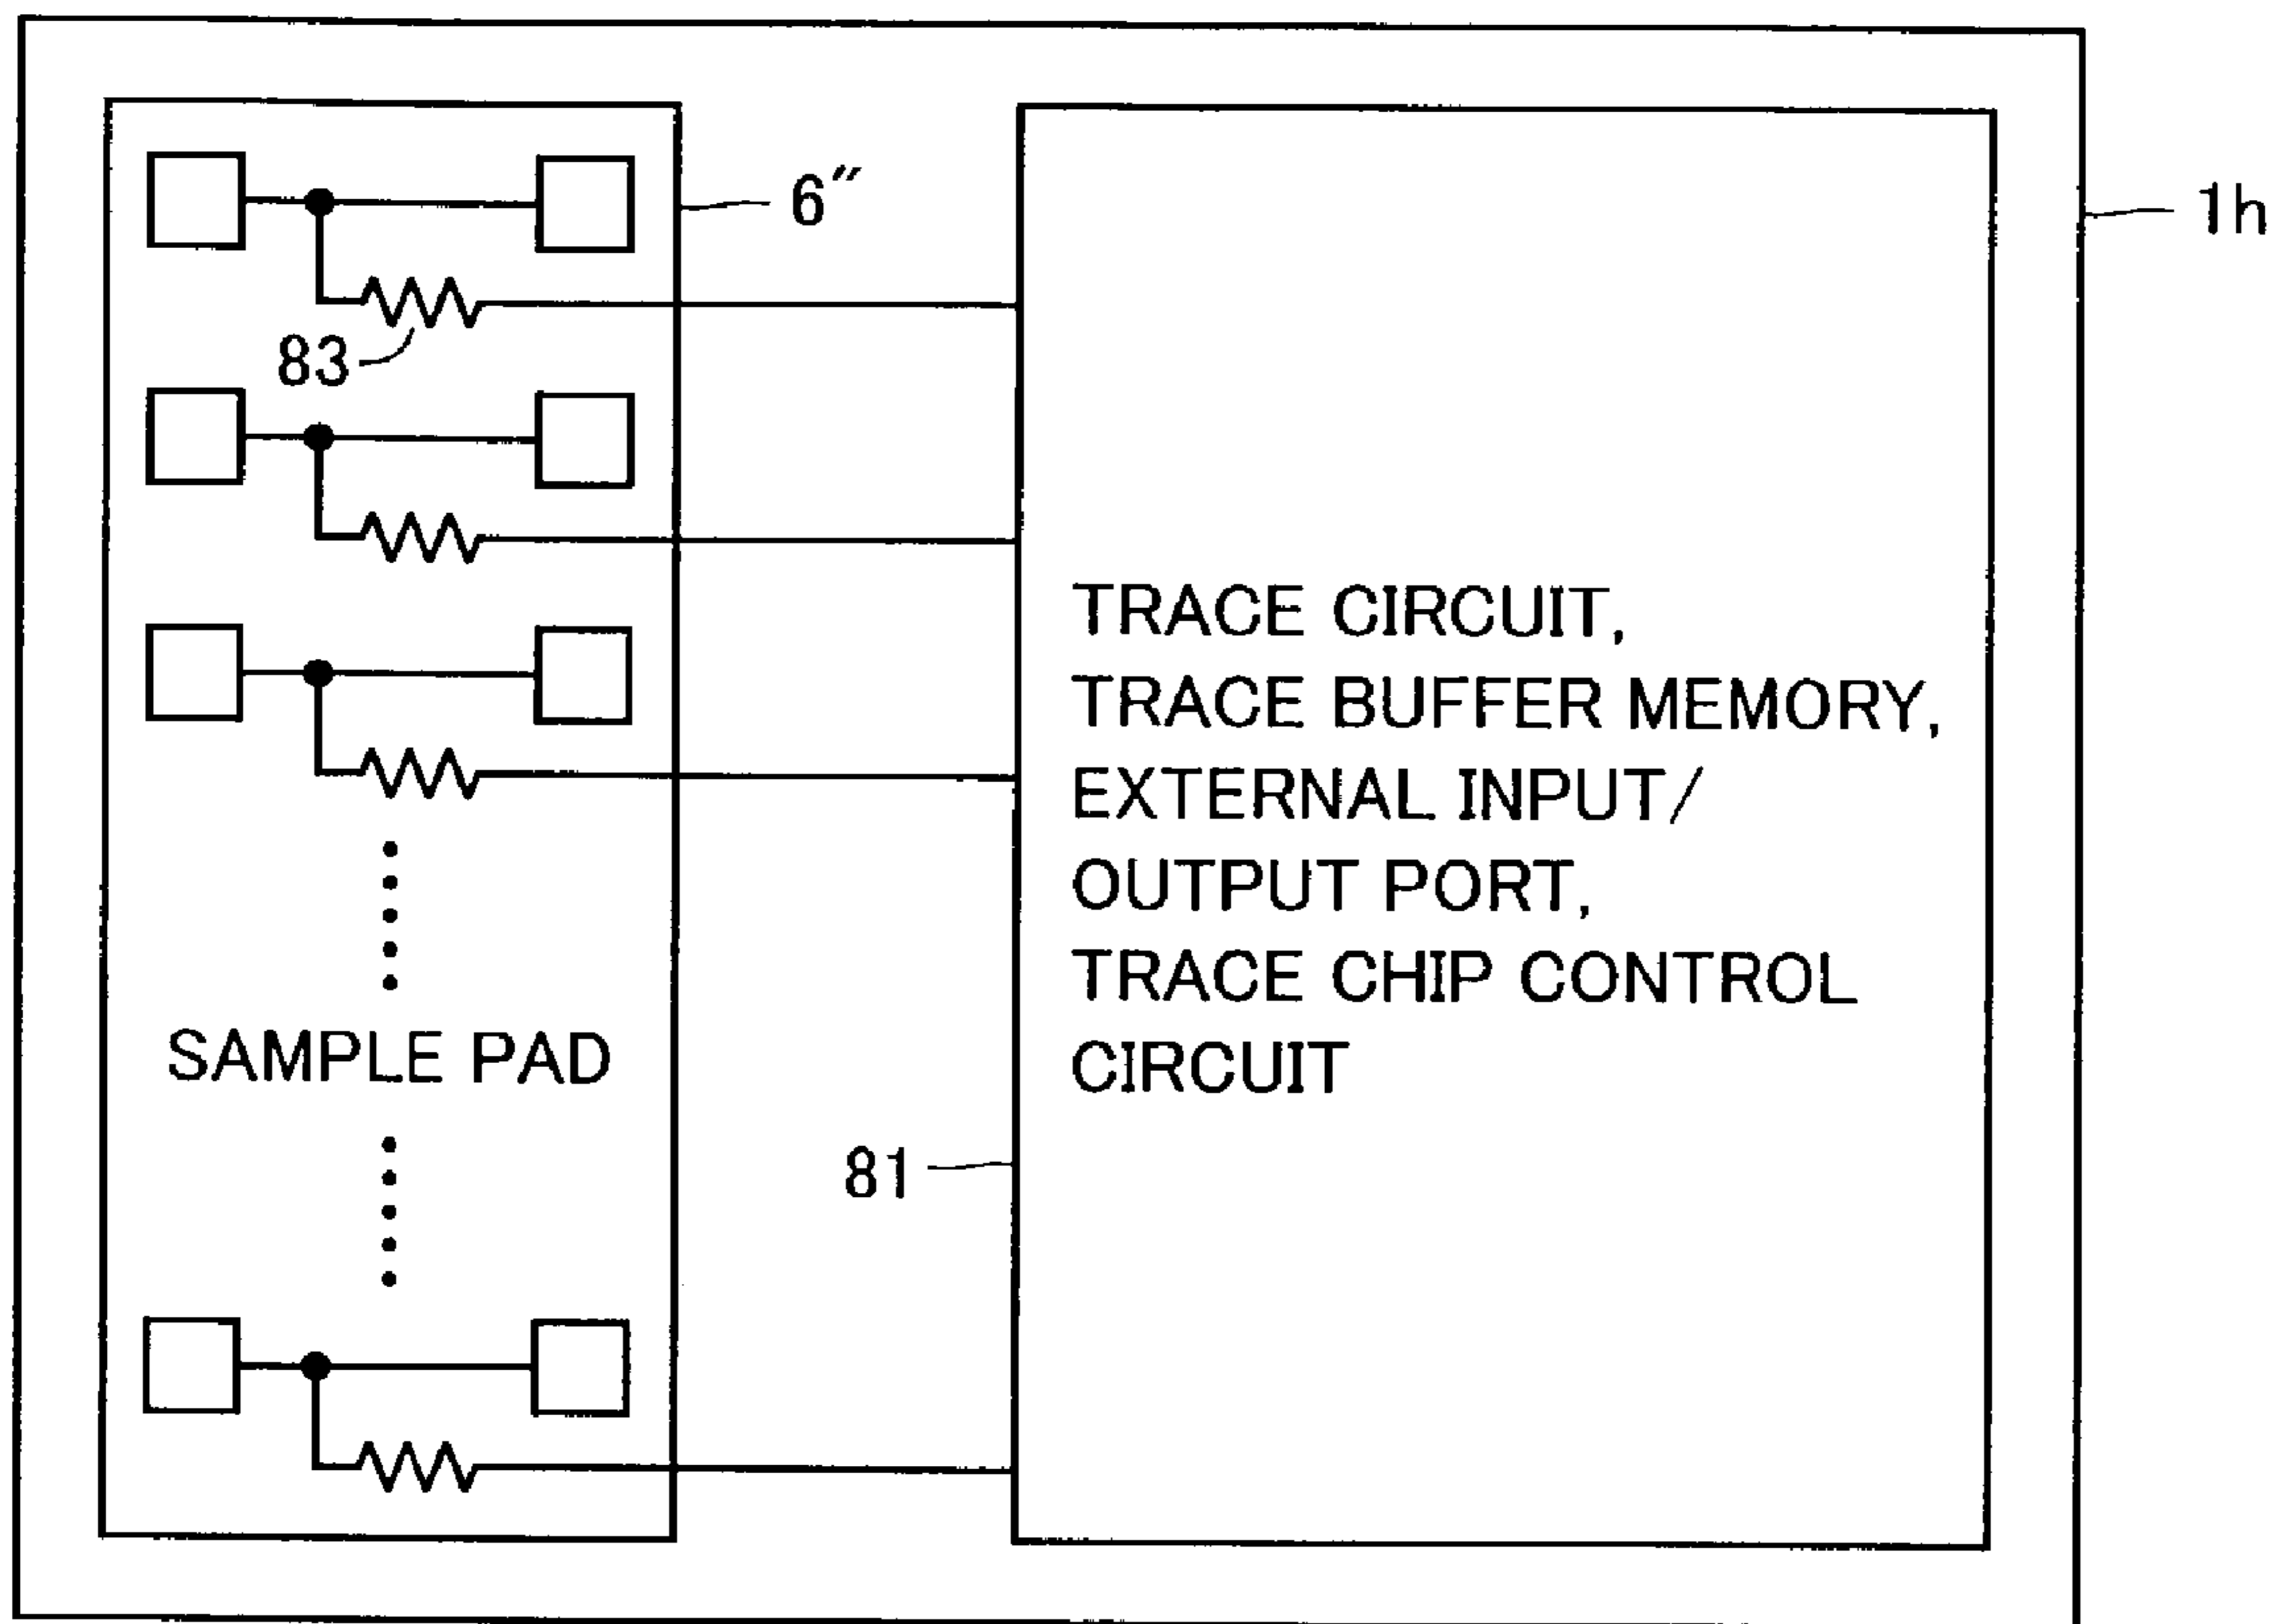 6″
1h
83
TRACE CIRCUIT,
TRACE BUFFER MEMORY,
EXTERNAL INPUT/
OUTPUT PORT,
TRACE CHIP CONTROL
CIRCUIT
SAMPLE PAD
81